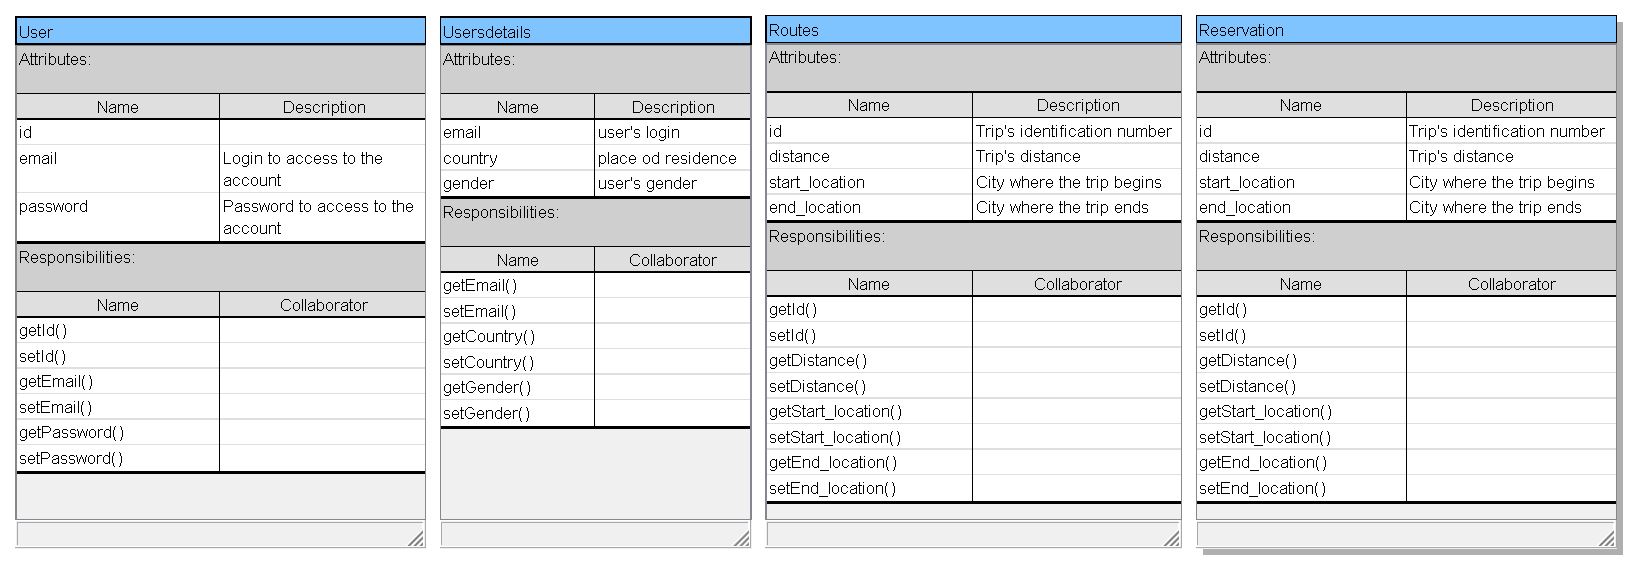 User
Attributes:
Name Description
id
email Login to access to the
account
password Password to access to the
account
Responsibilities:
Name Collaborator
getId()
setId()
getEmail()
setEmail()
getPassword()
setPassword()
Usersdetails
Attributes:
Name Description
email user's login
country place od residence
gender user's gender
Responsibilities:
Name Collaborator
getEmail()
setEmail()
getCountry()
setCountry()
getGender()
setGender()
Routes
Attributes:
Name Description
id Trip's identification number
distance Trip's distance
start_location City where the trip begins
end_location City where the trip ends
Responsibilities:
Name Collaborator
getId()
setId()
getDistance()
setDistance()
getStart_location()
setStart_location()
getEnd_location()
setEnd_location()
Reservation
Attributes:
Name Description
id Trip's identification number
distance Trip's distance
start_location City where the trip begins
end_location City where the trip ends
Responsibilities:
Name Collaborator
getId()
setId()
getDistance()
setDistance()
getStart_location()
setStart_location()
getEnd_location()
setEnd_location()